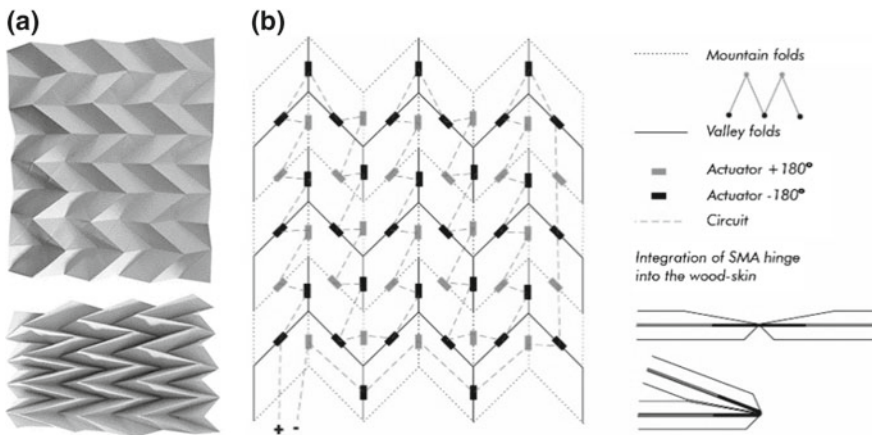 (a)
(b)
Mountain folds
Valley folds
Actuator +180°
Actuator -180°
Circuit
Integration of SMA hinge
into the wood-skin
+ -